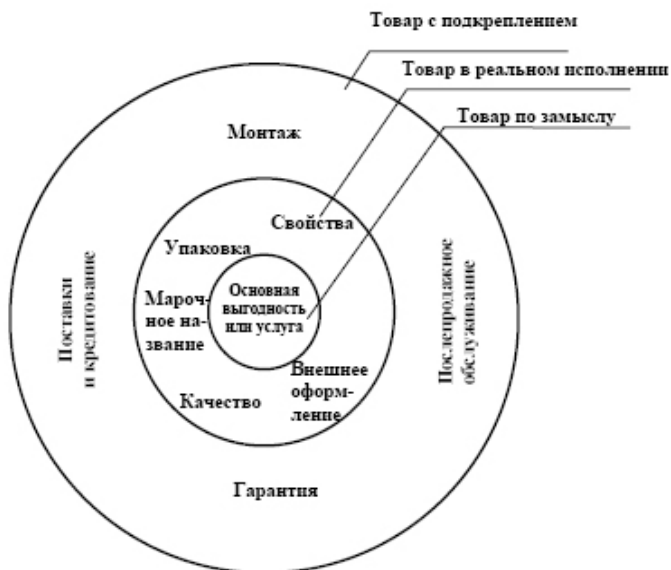 Товар с подкреплением
Товар в реальном исполнении
Товар по замыслу
Монтаж
Свойства
Упаковка
Основная
выгодность
или услуга
Мароч-
ное на-
звание
Внешнее
оформ-
ление
Качество
Поставки
и кредитование
Послепродажное
обслуживание
Гарантия